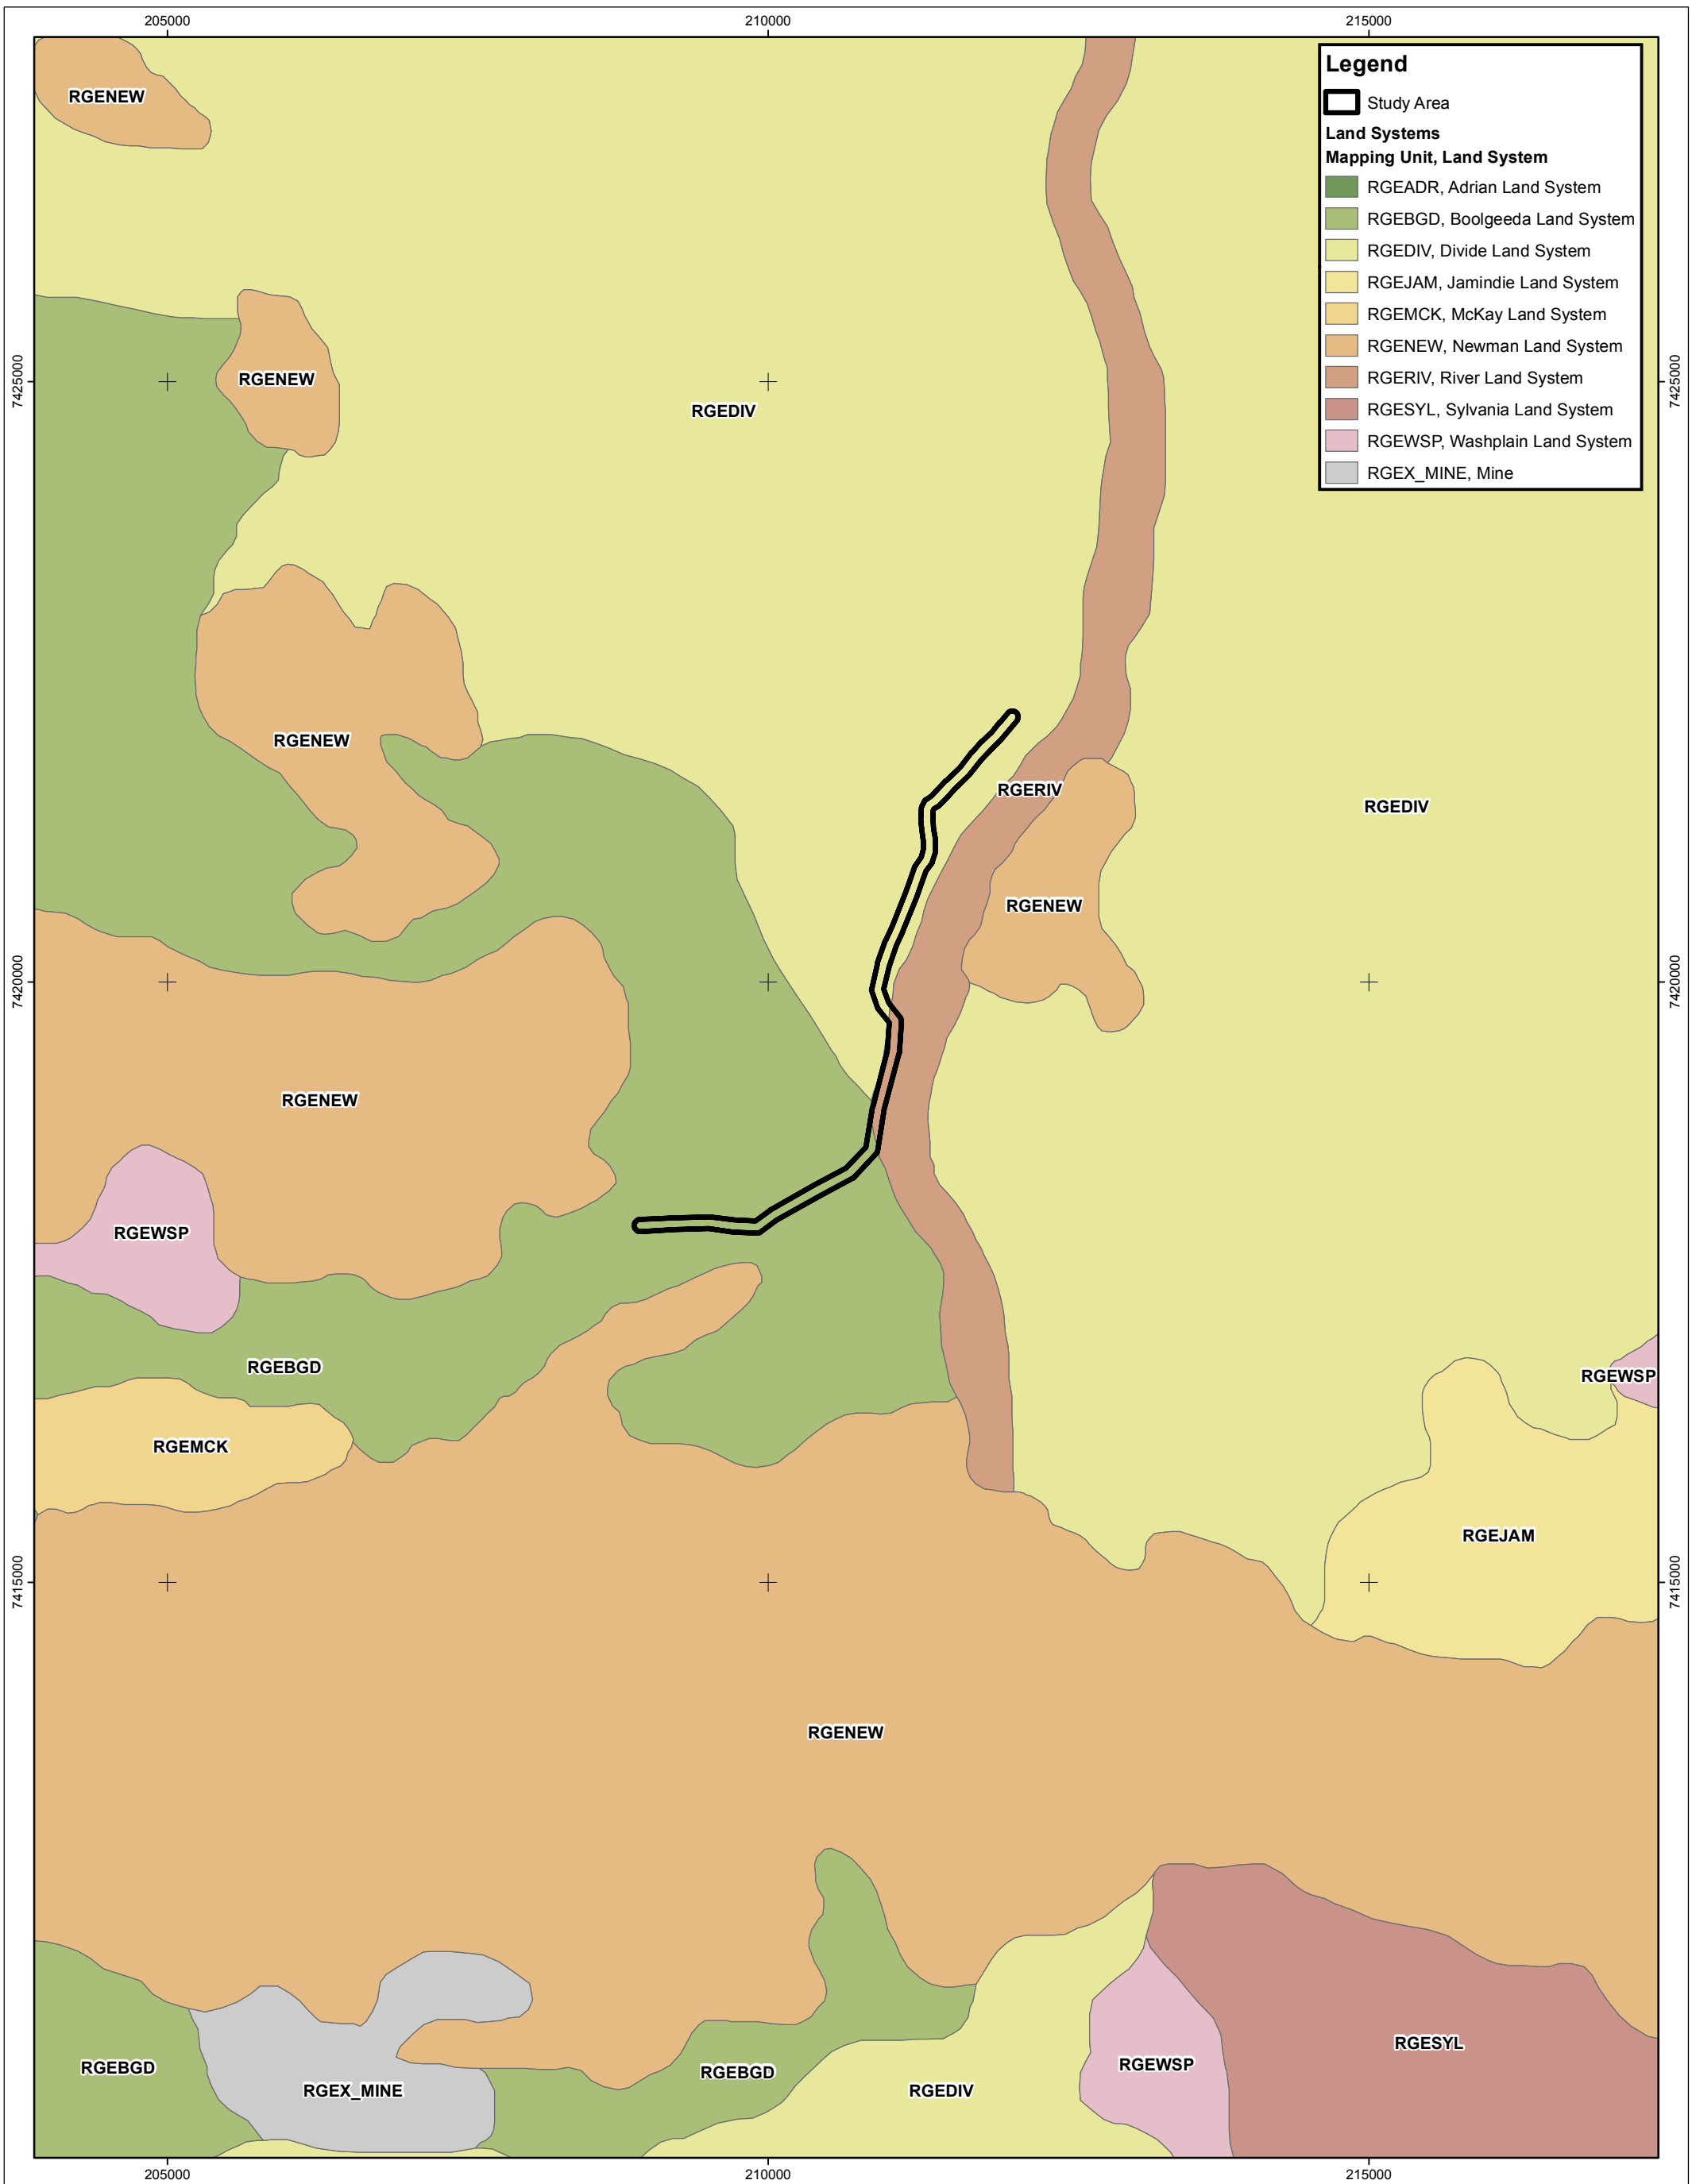 205000
210000
215000
Legend
Study Area
Land Systems
Mapping Unit, Land System
RGEADR, Adrian Land System
RGEBGD, Boolgeeda Land System
RGEDIV, Divide Land System
RGEJAM, Jamindie Land System
RGEMCK, McKay Land System
RGENEW, Newman Land System
RGERIV, River Land System
RGESYL, Sylvania Land System
RGEWSP, Washplain Land System
RGEX_MINE, Mine
RGENEW
7425000
RGENEW
7425000
RGEDIV
RGENEW
RGERIV
RGEDIV
RGENEW
7420000
7420000
RGENEW
RGEWSP
RGEBGD
RGEWSP
RGEMCK
RGEJAM
7415000
7415000
RGENEW
RGESYL
RGEWSP
RGEBGD
RGEBGD
RGEX_MINE
RGEDIV
205000
210000
215000